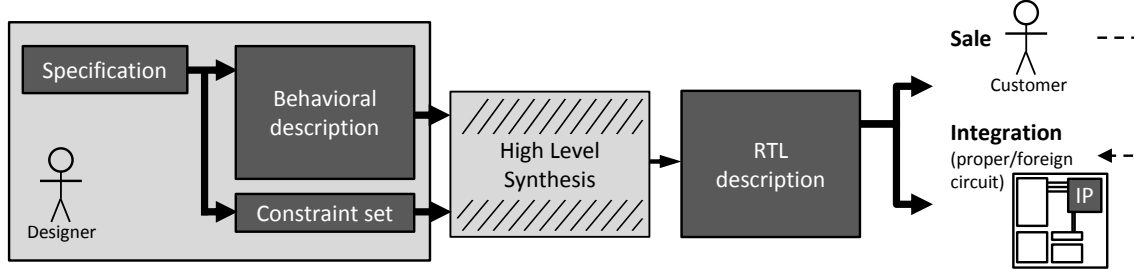 Specification
Behavioral
description
Constraint set
Designer
High Level
Synthesis
RTL
description
Sale
Customer
Integration
(proper/foreign
circuit)
IP